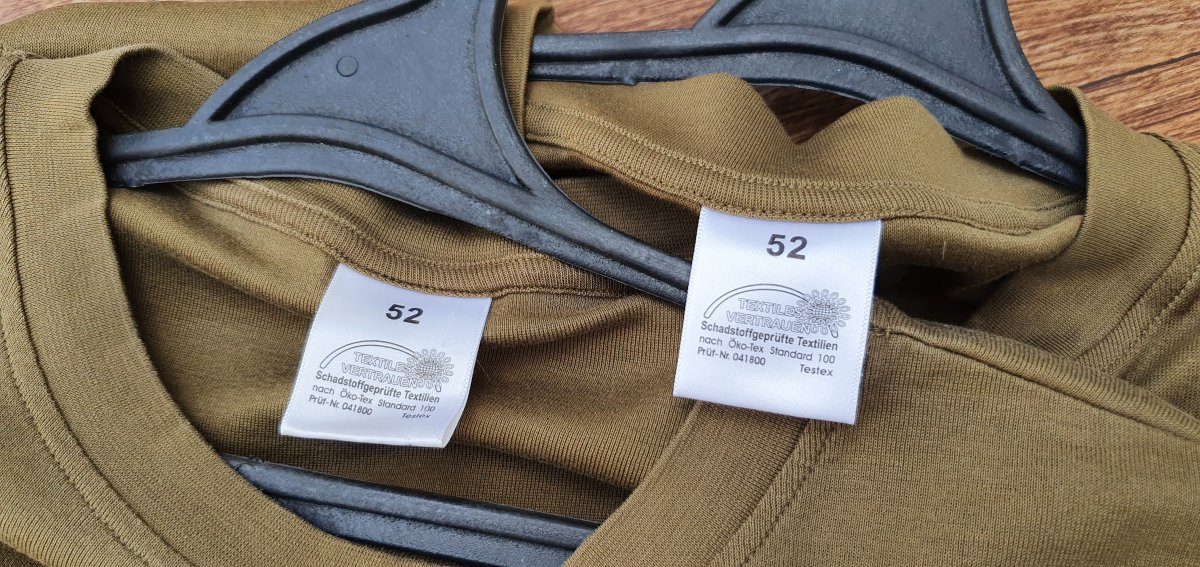 52
TEXTILES
VERTRAUEN
Schadstoffgeprüfte Textilien
nach Öko-Tex Standard 100
Prüf-Nr. 041800
Testex
52
TEXTILES
VERTRAUEN
Schadstoffgeprüfte Textilien
nach Öko-Tex Standard 100
Prüf-Nr. 041800
Testex